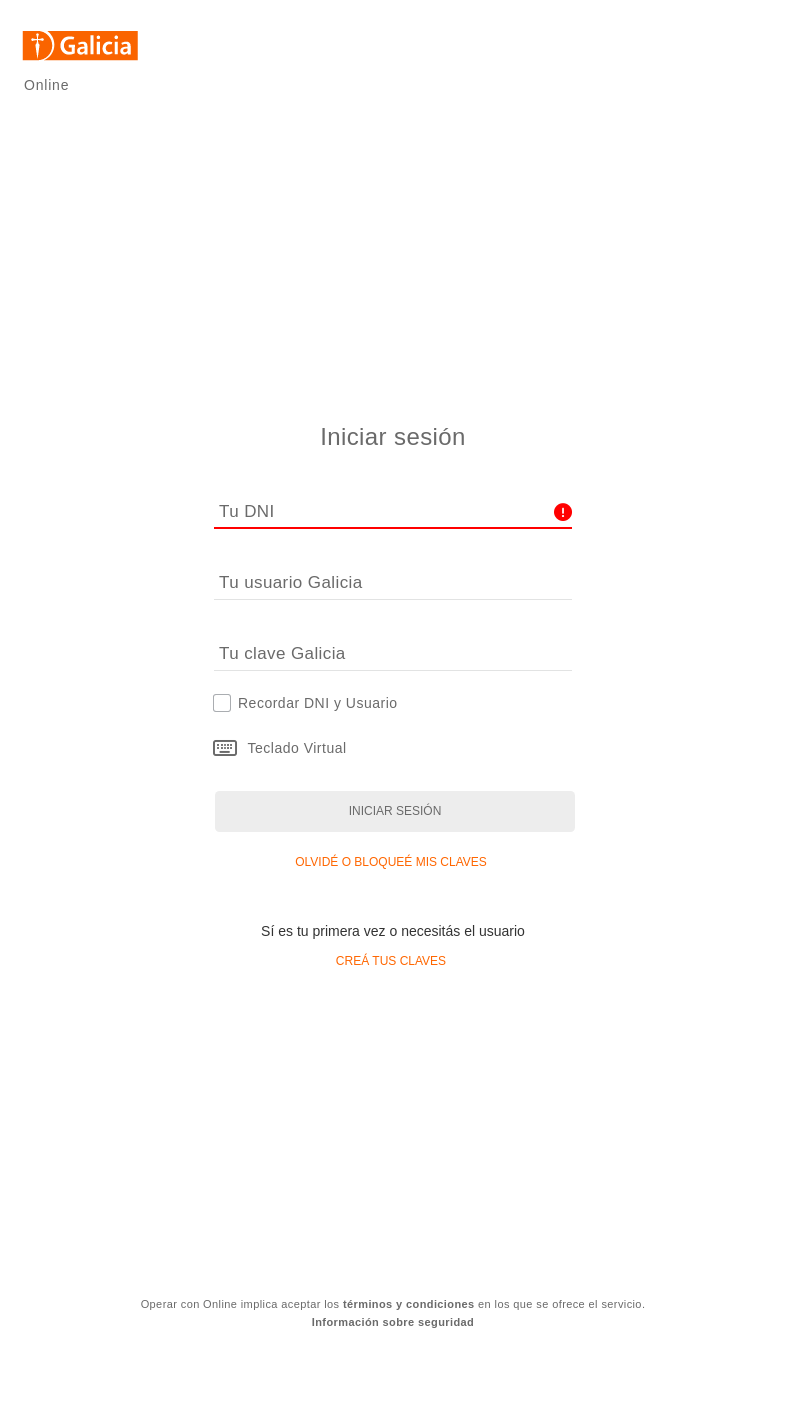 Galicia
Online
Iniciar sesión
Tu DNI
Tu usuario Galicia
Tu clave Galicia
Recordar DNI y Usuario
Teclado Virtual
INICIAR SESIÓN
OLVIDÉ O BLOQUEÉ MIS CLAVES
Sí es tu primera vez o necesitás el usuario
CREÁ TUS CLAVES
Operar con Online implica aceptar los términos y condiciones en los que se ofrece el servicio.
Información sobre seguridad